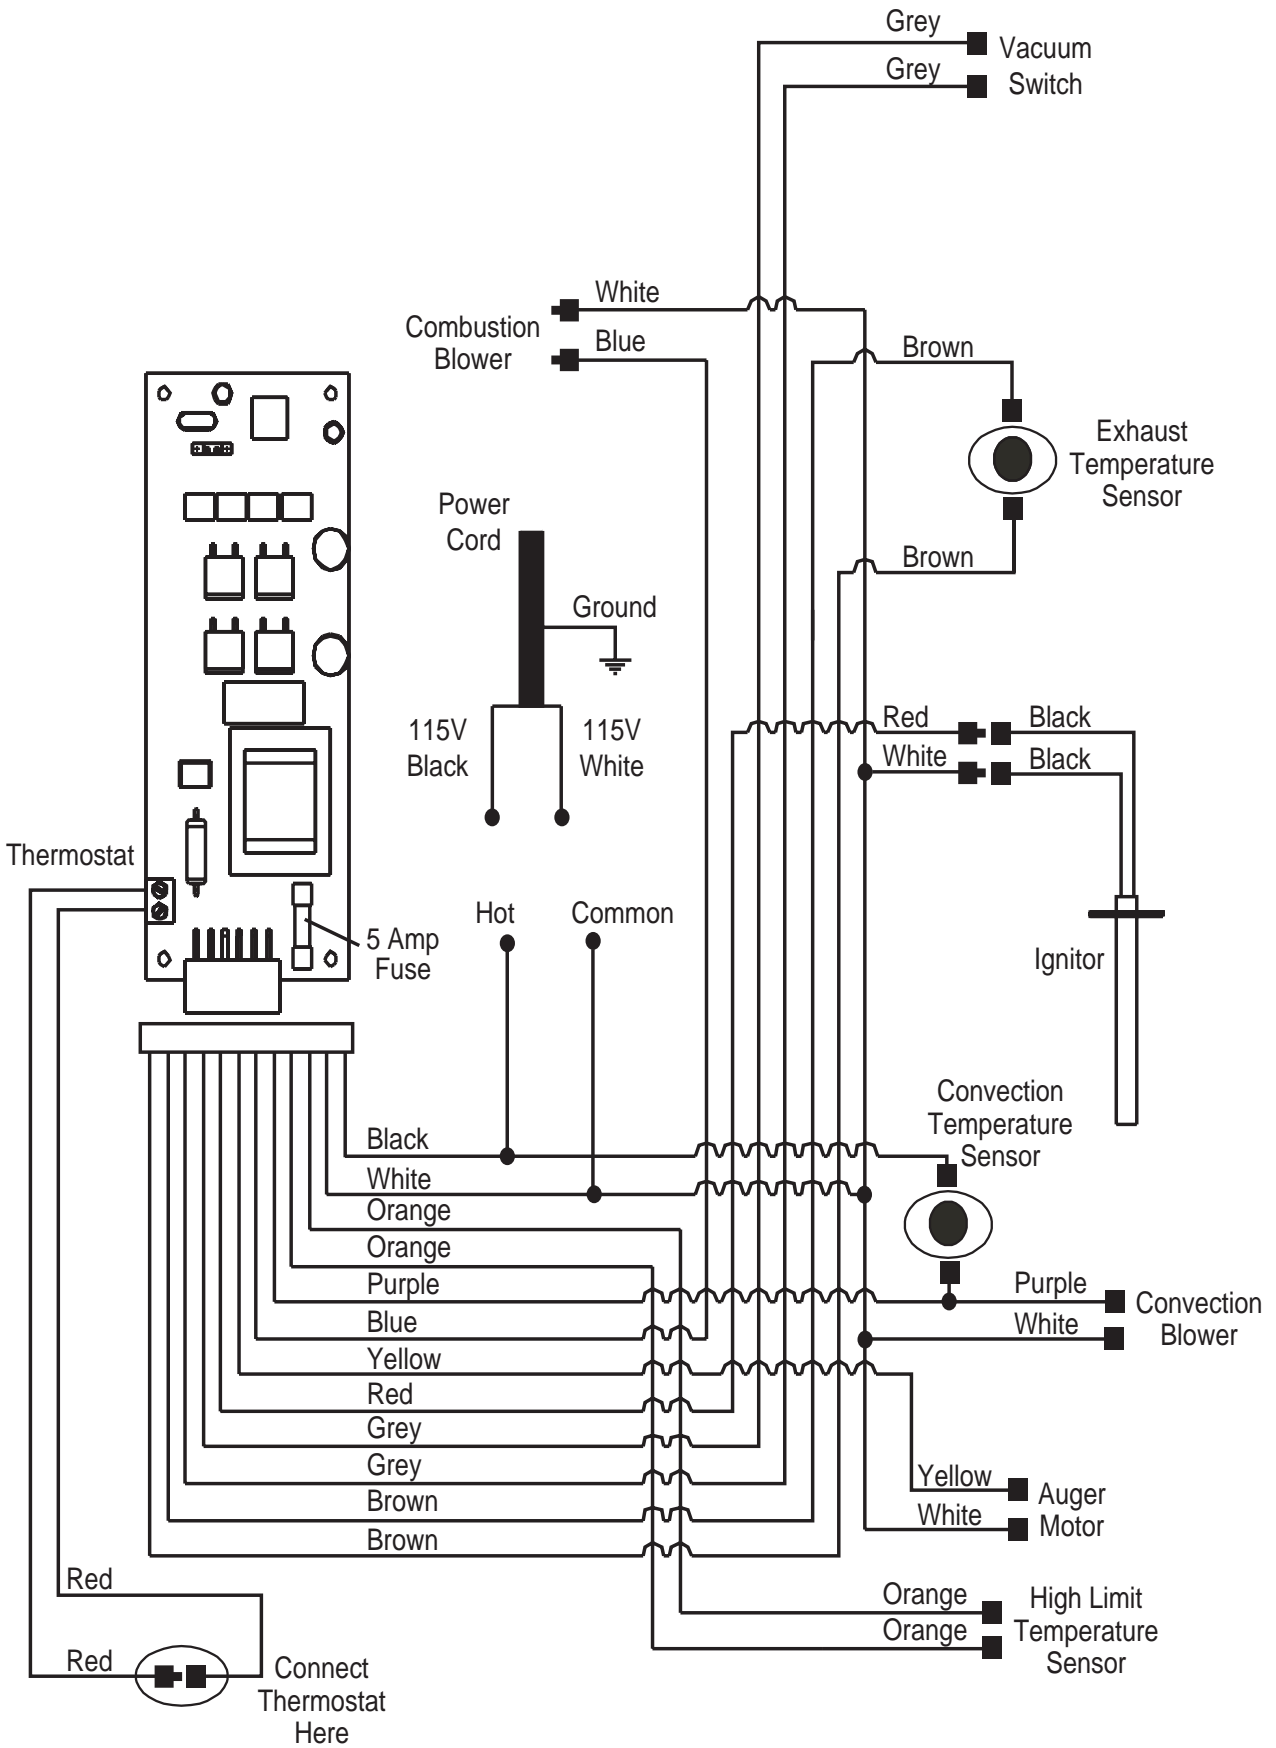 Grey
Vacuum
Grey
Switch
White
Combustion
Blower
Blue
Brown
Exhaust
Temperature
Sensor
Brown
Power
Cord
Ground
115V
Black
115V
White
Red
Black
White
Black
Ignitor
Thermostat
5 Amp
Fuse
Hot
Common
Convection
Temperature
Sensor
Black
White
Orange
Orange
Purple
Blue
Yellow
Red
Grey
Grey
Brown
Brown
Purple
White
Convection
Blower
Yellow
White
Auger
Motor
Orange
Orange
High Limit
Temperature
Sensor
Red
Red
Connect
Thermostat
Here